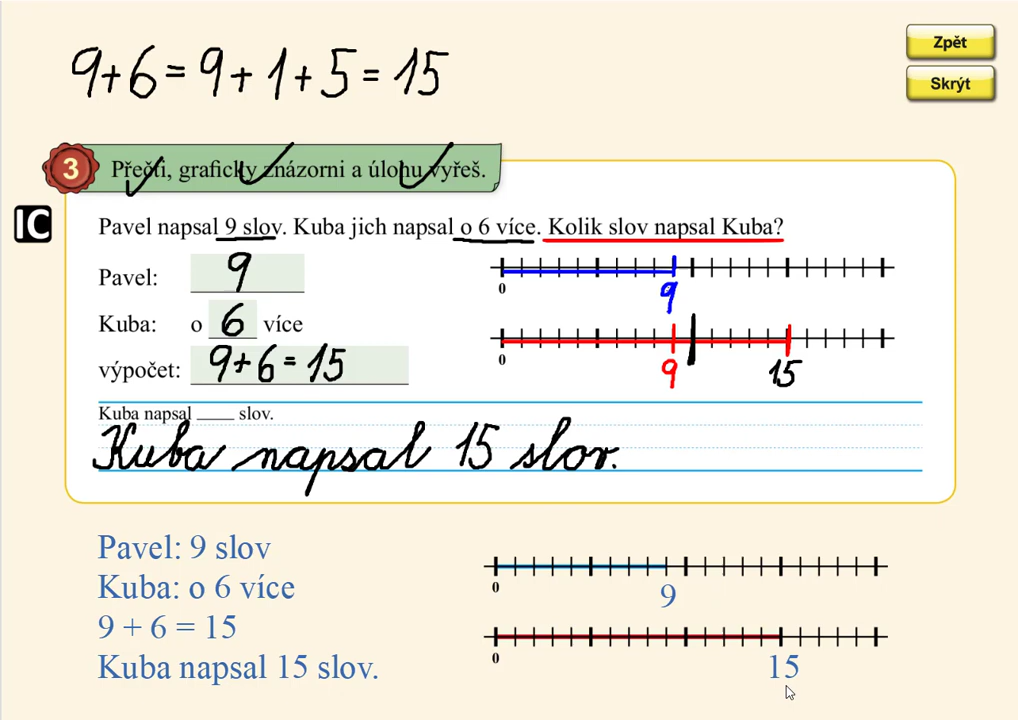 9+6=9+1+5=15
Zpět
Skrýt
3 Přečti, graficky znázorni a úlohu vyřeš.
IC
Pavel napsal 9 slov. Kuba jich napsal o 6 více. Kolik slov napsal Kuba?
Pavel: 9
0
9
Kuba: o 6 více
0
9
15
výpočet: 9+6=15
Kuba napsal ____ slov.
Kuba napsal 15 slov.
Pavel: 9 slov
Kuba: o 6 více
9 + 6 = 15
Kuba napsal 15 slov.
0
9
0
15